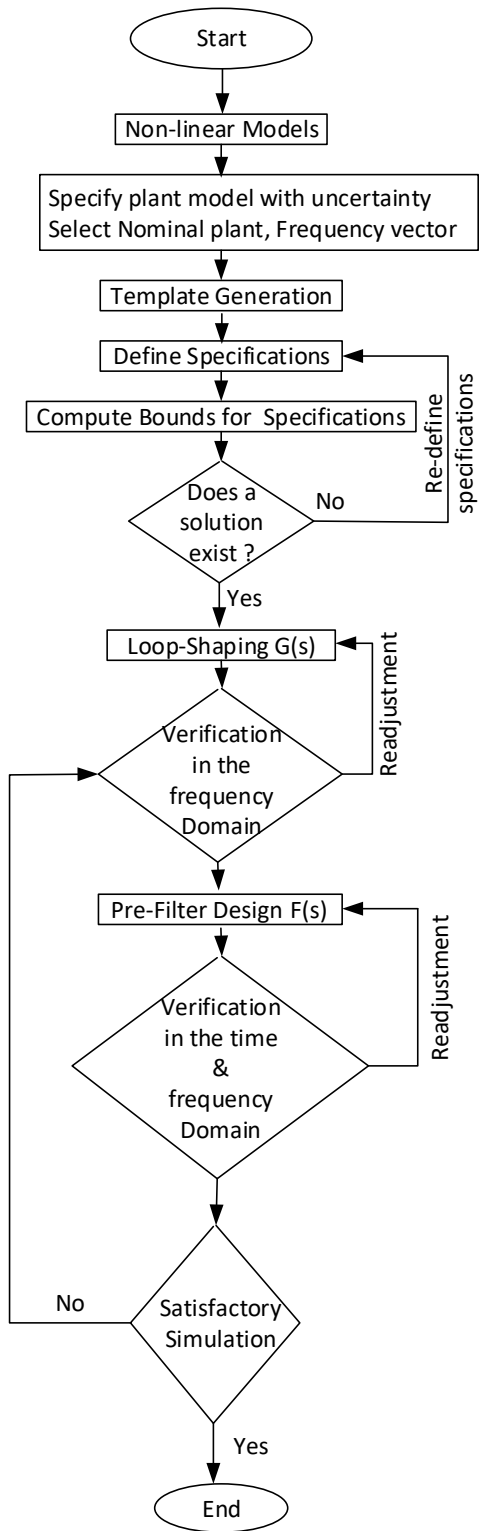 Start
Non-linear Models
Specify plant model with uncertainty
Select Nominal plant, Frequency vector
Template Generation
Define Specifications
Compute Bounds for Specifications
Re-define
specifications
Does a
solution
exist ?
No
Yes
Loop-Shaping G(s)
Readjustment
Verification
in the
frequency
Domain
Pre-Filter Design F(s)
Readjustment
Verification
in the time
&
frequency
Domain
Satisfactory
Simulation
No
Yes
End